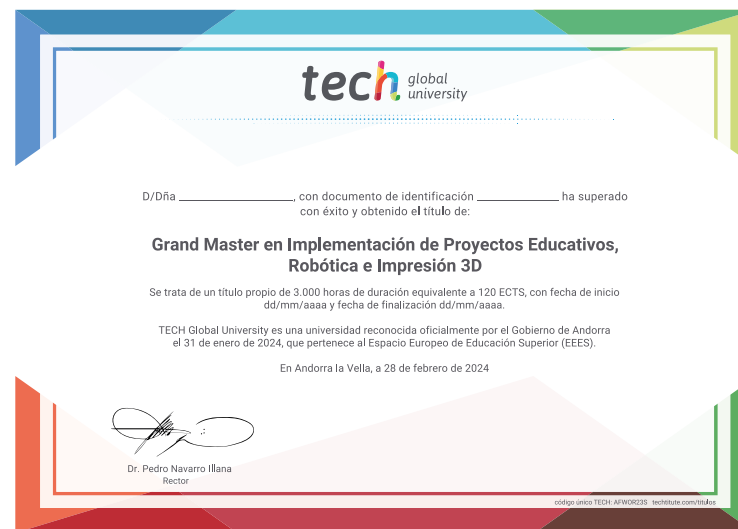 tech global
university
D/Dña ______________________, con documento de identificación ________________ ha superado
con éxito y obtenido el título de:
Grand Master en Implementación de Proyectos Educativos,
Robótica e Impresión 3D
Se trata de un título propio de 3.000 horas de duración equivalente a 120 ECTS, con fecha de inicio
dd/mm/aaaa y fecha de finalización dd/mm/aaaa.
TECH Global University es una universidad reconocida oficialmente por el Gobierno de Andorra
el 31 de enero de 2024, que pertenece al Espacio Europeo de Educación Superior (EEES).
En Andorra la Vella, a 28 de febrero de 2024
Dr. Pedro Navarro Illana
Rector
código único TECH: AFWOR23S techtitute.com/titulos